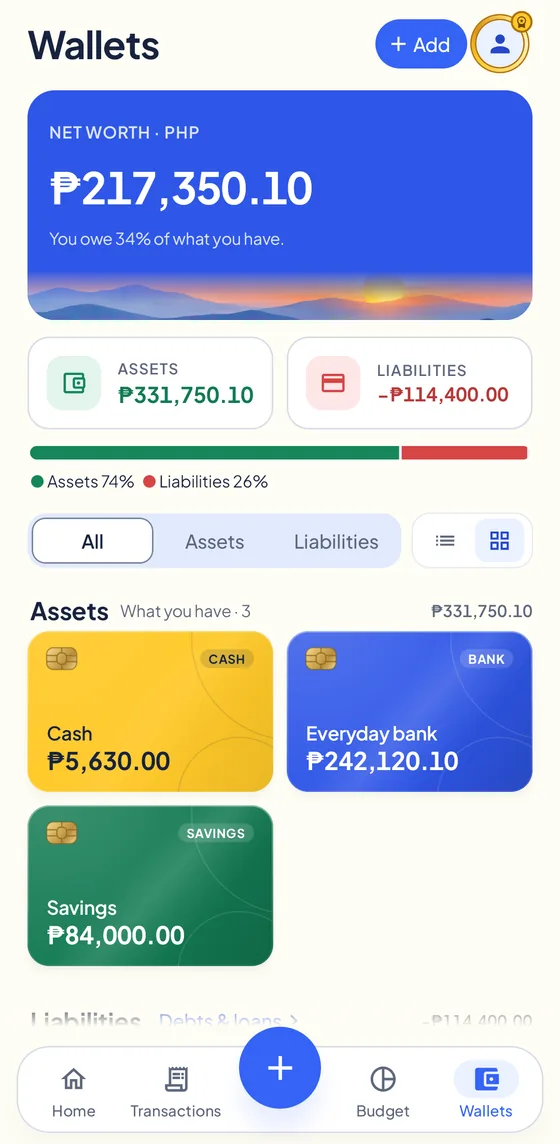 Wallets
+ Add
NET WORTH · PHP
₱217,350.10
You owe 34% of what you have.
ASSETS
₱331,750.10
LIABILITIES
-₱114,400.00
Assets 74%
Liabilities 26%
All
Assets
Liabilities
Assets
What you have · 3
₱331,750.10
CASH
Cash
₱5,630.00
BANK
Everyday bank
₱242,120.10
SAVINGS
Savings
₱84,000.00
Liabilities
Debts & loans
-₱114,400.00
Home
Transactions
+
Budget
Wallets